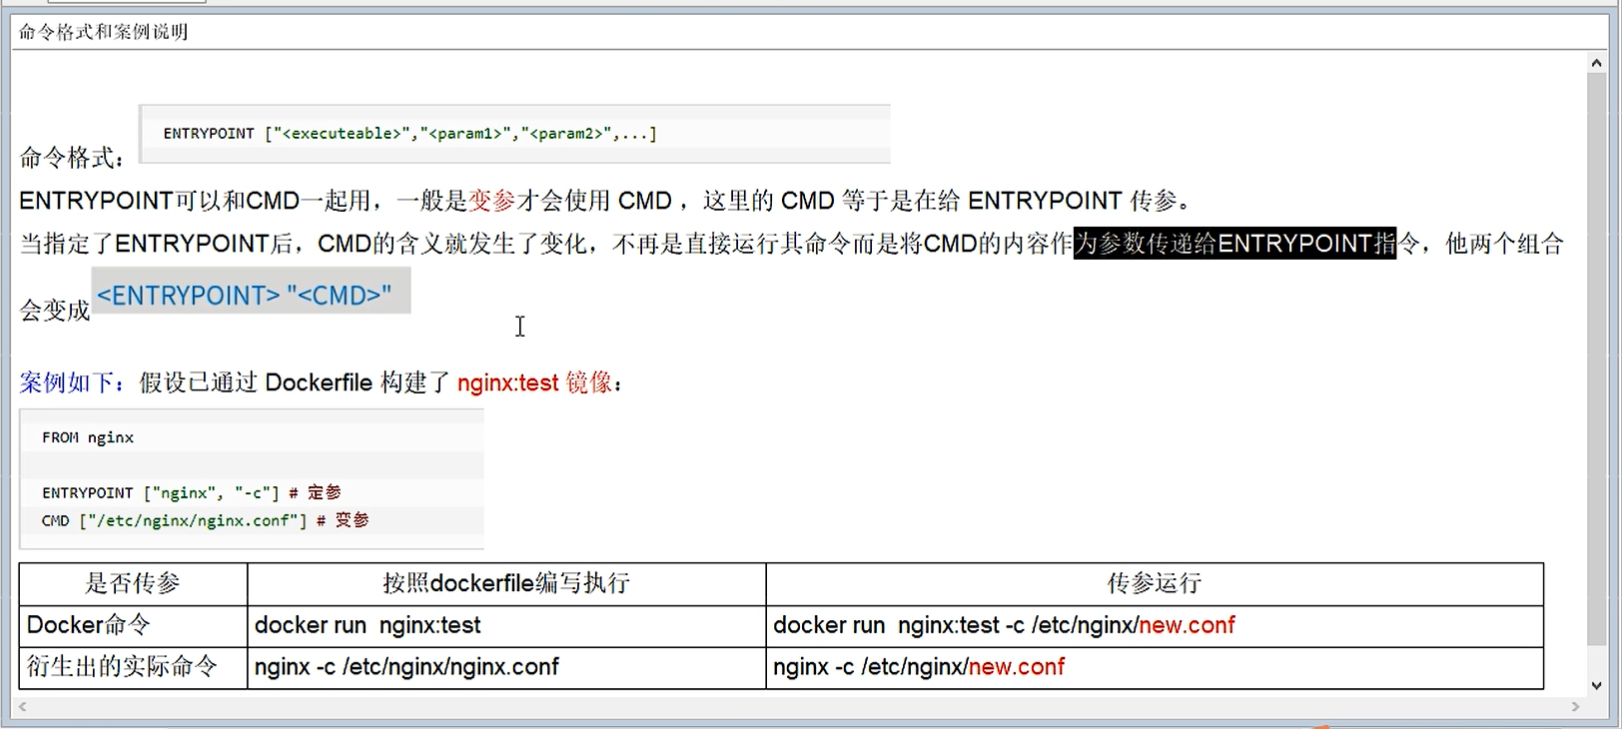 命令格式和案例说明
ENTRYPOINT ["<executeable>","<param1>","<param2>",...]
命令格式：
ENTRYPOINT可以和CMD一起用，一般是变参才会使用 CMD ，这里的 CMD 等于是在给 ENTRYPOINT 传参。
当指定了ENTRYPOINT后，CMD的含义就发生了变化，不再是直接运行其命令而是将CMD的内容作为参数传递给ENTRYPOINT指令，他两个组合
会变成 <ENTRYPOINT> "<CMD>"
案例如下：假设已通过 Dockerfile 构建了 nginx:test 镜像：
FROM nginx
ENTRYPOINT ["nginx", "-c"] # 定参
CMD ["/etc/nginx/nginx.conf"] # 变参
是否传参 按照dockerfile编写执行 传参运行
Docker命令 docker run  nginx:test docker run  nginx:test -c /etc/nginx/new.conf
衍生出的实际命令 nginx -c /etc/nginx/nginx.conf nginx -c /etc/nginx/new.conf